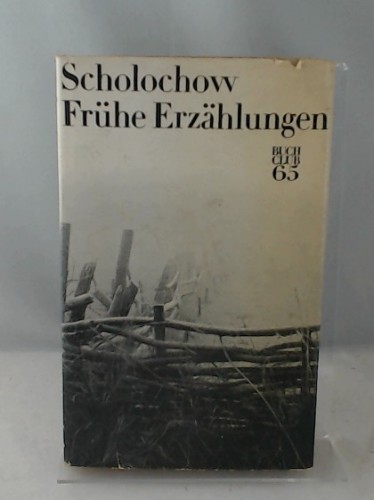 Scholochow
Frühe Erzählungen
BUCH
CLUB
65